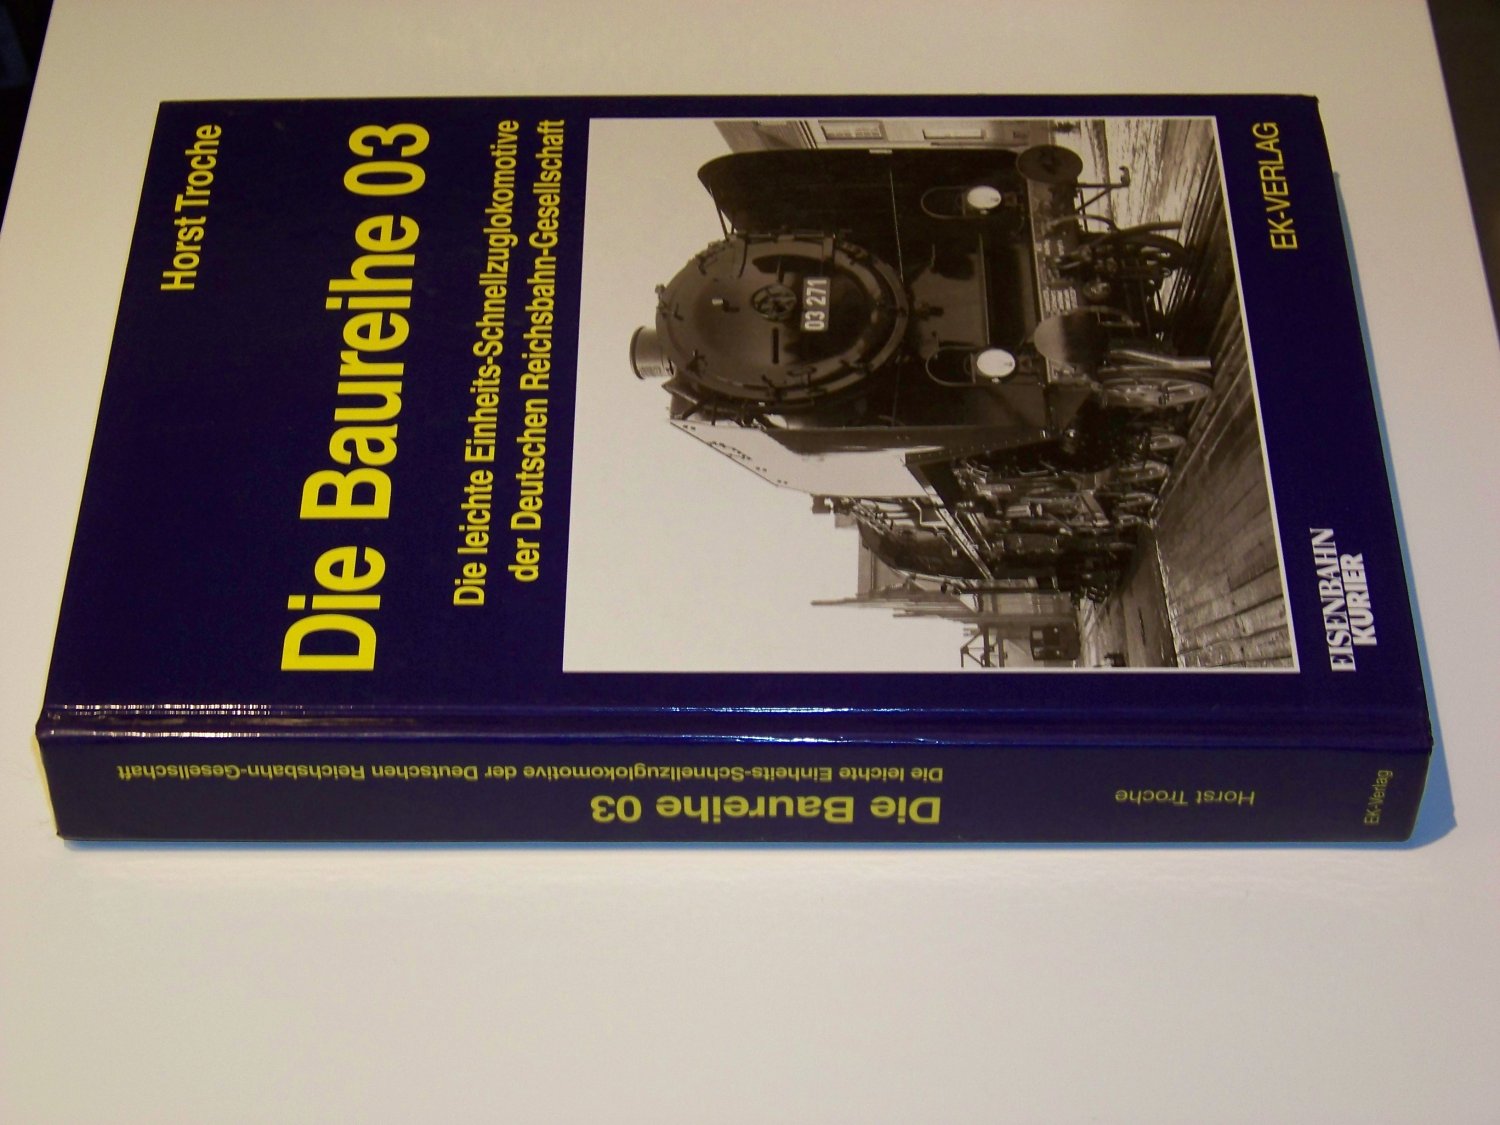 Horst Troche
Die Baureihe 03
Die leichte Einheits-Schnellzuglokomotive
der Deutschen Reichsbahn-Gesellschaft
03 271
EISENBAHN
KURIER
EK-VERLAG
Die leichte Einheits-Schnellzuglokomotive der Deutschen Reichsbahn-Gesellschaft
Die Baureihe 03
Horst Troche
EK-Verlag